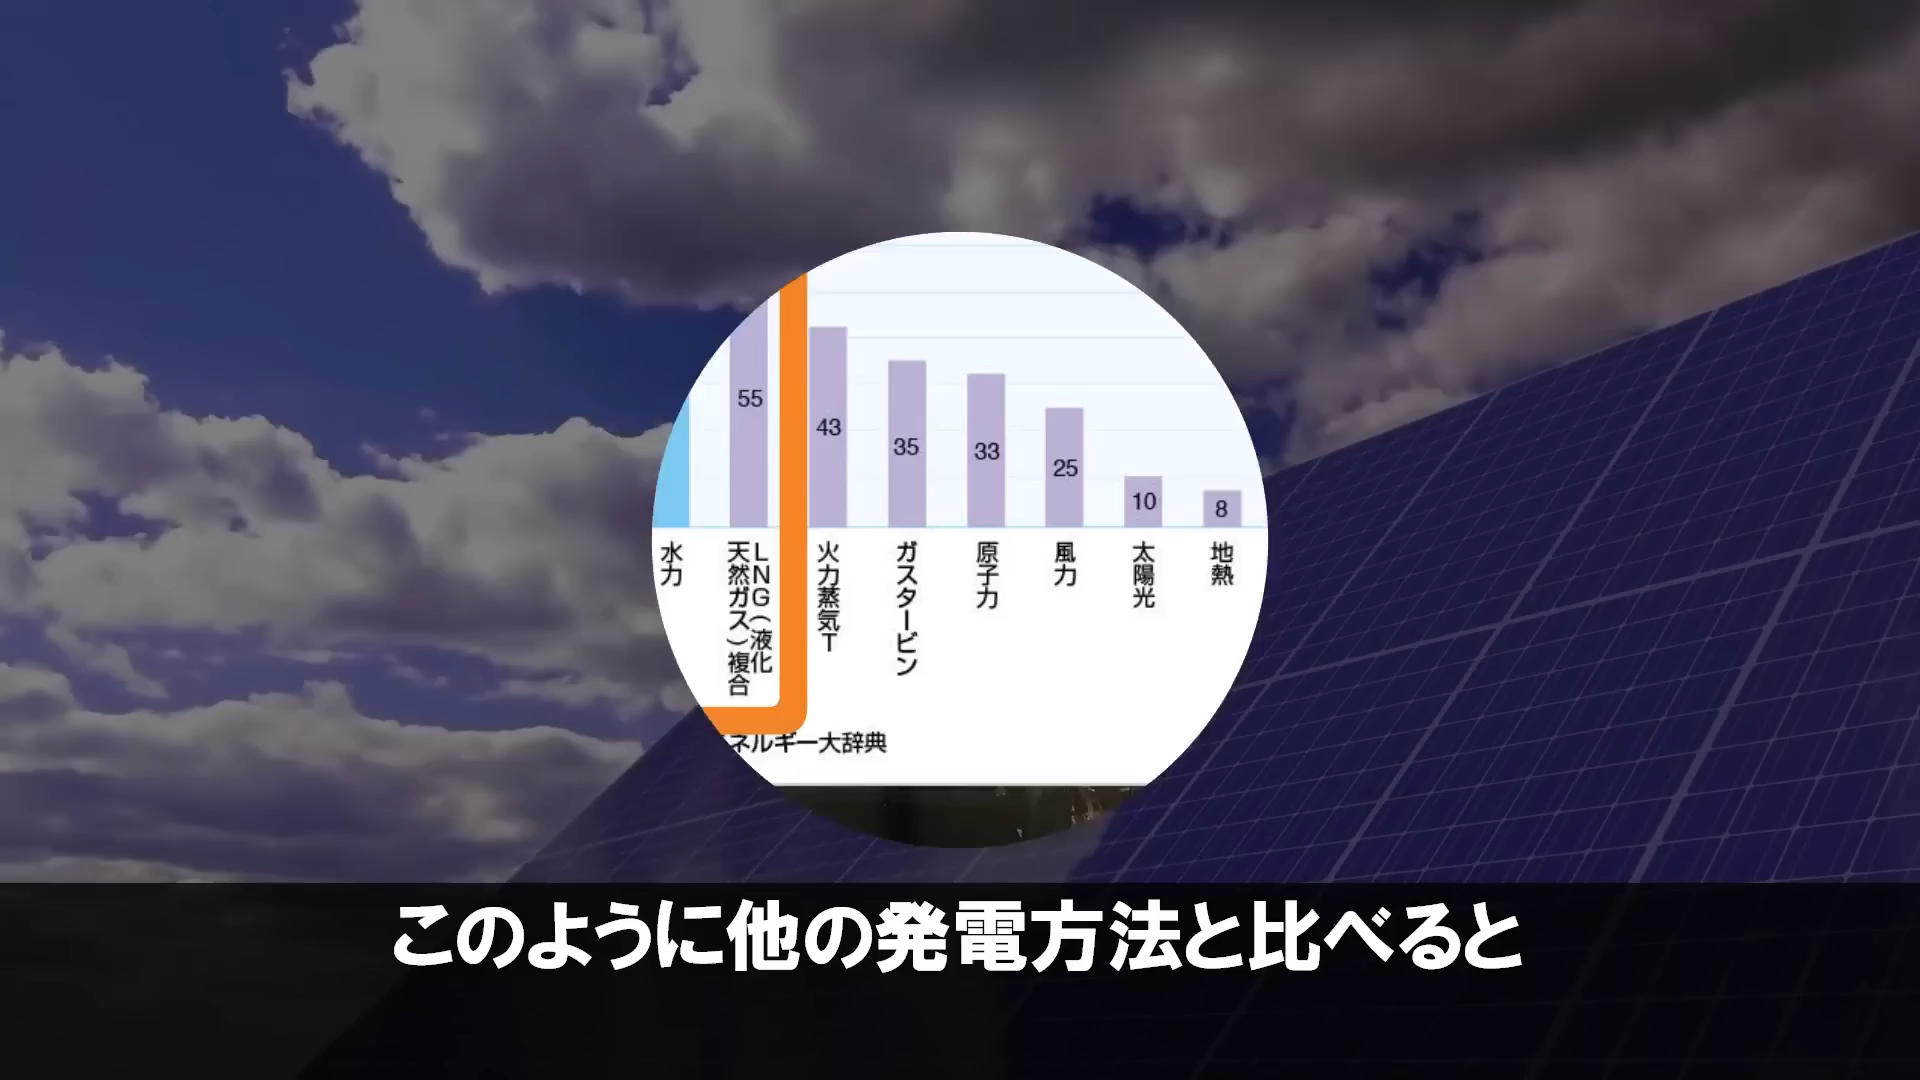 55
43
35
33
25
10
8
水力
LNG(液化
天然ガス)複合
火力蒸気T
ガスタービン
原子力
風力
太陽光
地熱
ネルギー大辞典
このように他の発電方法と比べると